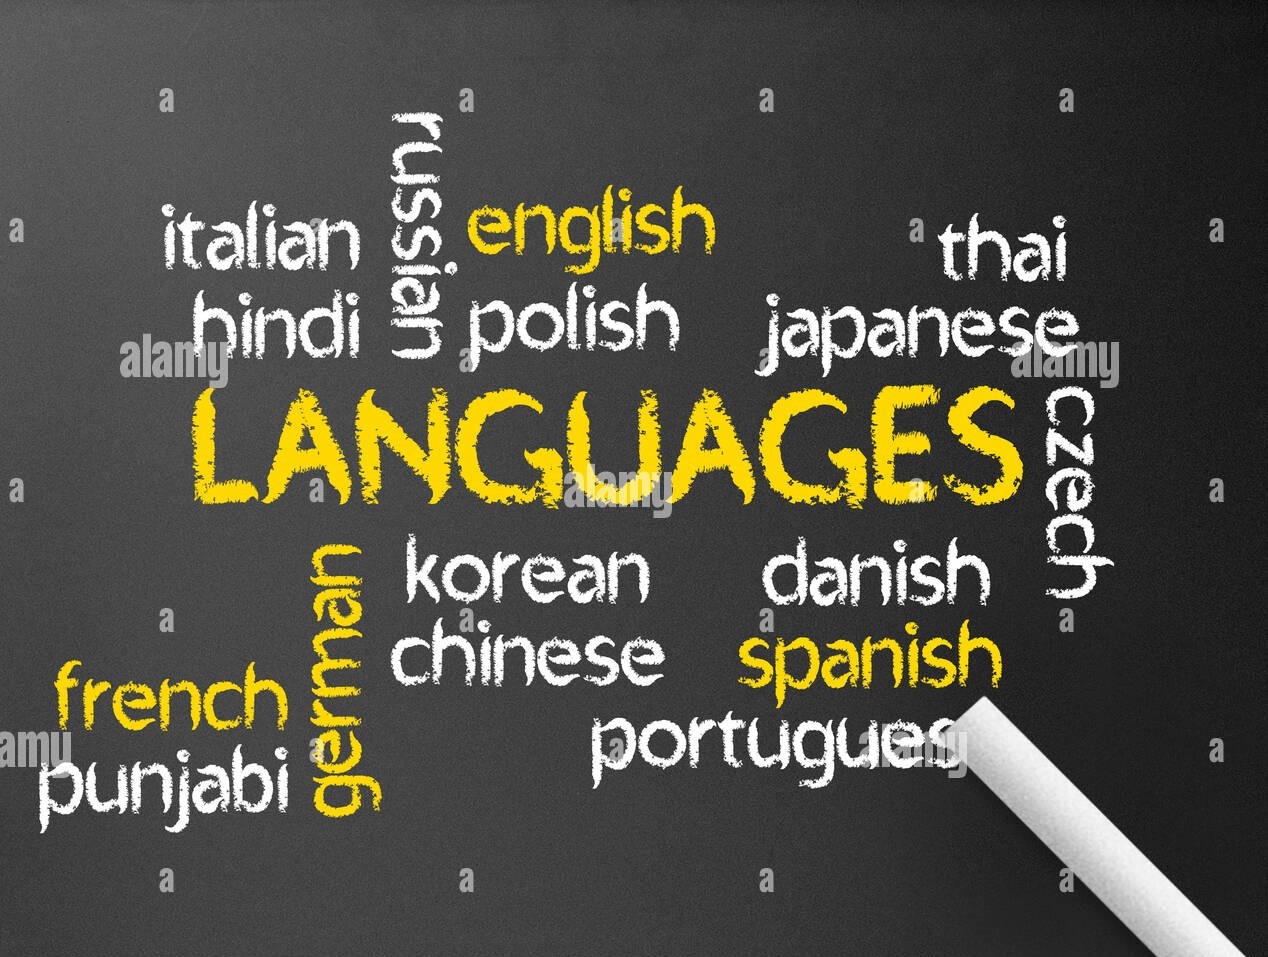 russian
italian
english
thai
hindi
polish
japanese
LANGUAGES
czech
german
korean
danish
chinese
spanish
french
portugues
punjabi
a
alamy